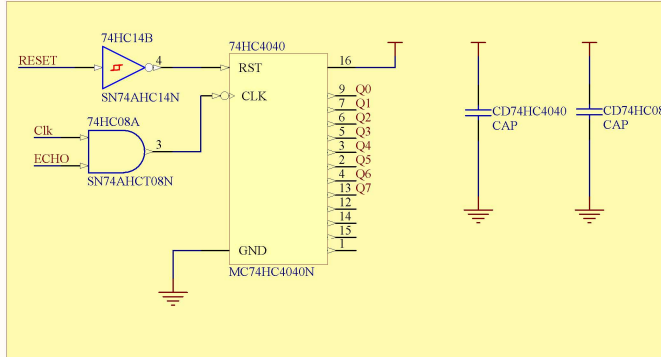 74HC14B
RESET
4
SN74AHC14N
74HC08A
Clk
ECHO
3
SN74AHCT08N
74HC4040
RST
CLK
GND
16
9 Q0
7 Q1
6 Q2
5 Q3
3 Q4
2 Q5
4 Q6
13 Q7
12
14
15
1
MC74HC4040N
CD74HC4040
CAP
CD74HC08
CAP